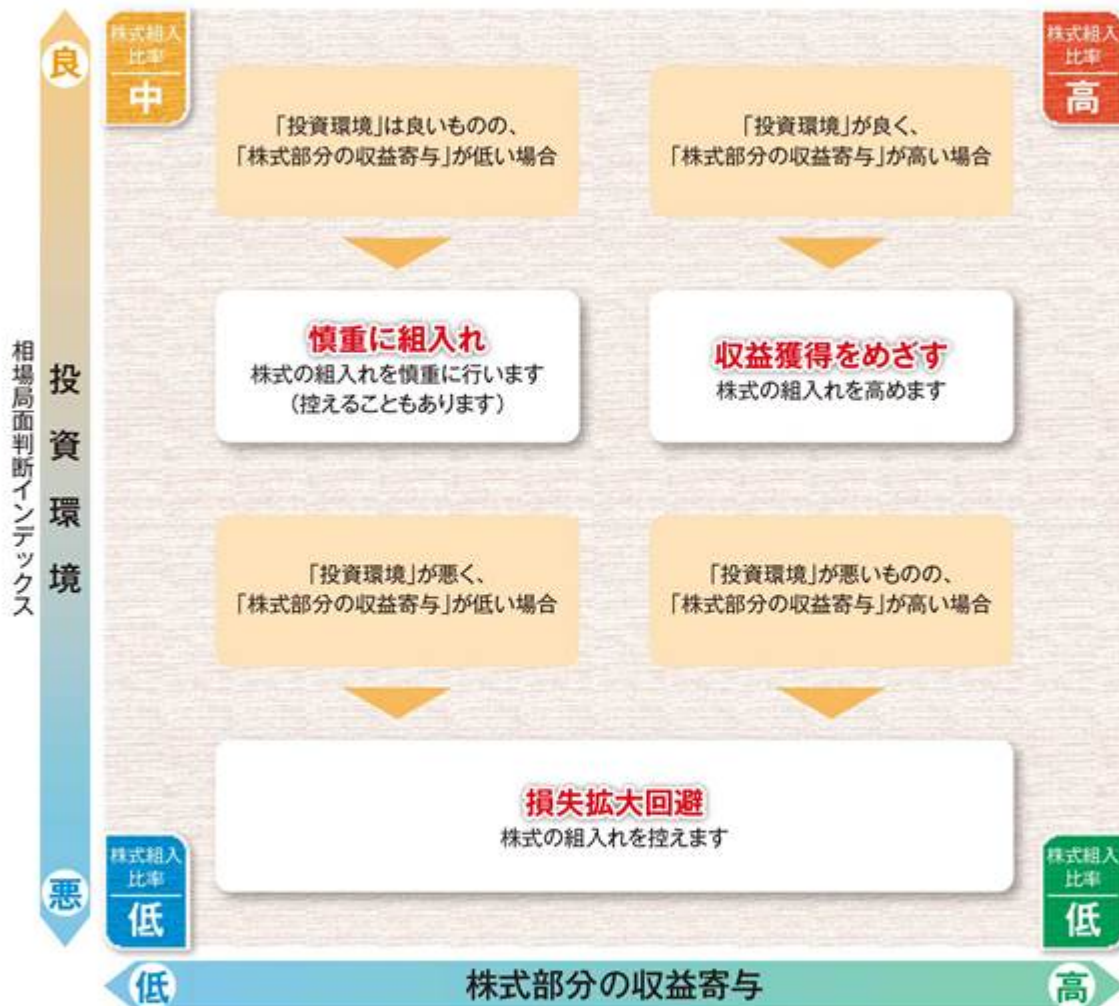 良
株式組入
比率
中
株式組入
比率
高
「投資環境」は良いものの、
「株式部分の収益寄与」が低い場合
「投資環境」が良く、
「株式部分の収益寄与」が高い場合
慎重に組入れ
株式の組入れを慎重に行います
（控えることもあります）
収益獲得をめざす
株式の組入れを高めます
相場局面判断インデックス
投資環境
「投資環境」が悪く、
「株式部分の収益寄与」が低い場合
「投資環境」が悪いものの、
「株式部分の収益寄与」が高い場合
損失拡大回避
株式の組入れを控えます
悪
株式組入
比率
低
株式組入
比率
低
低
株式部分の収益寄与
高